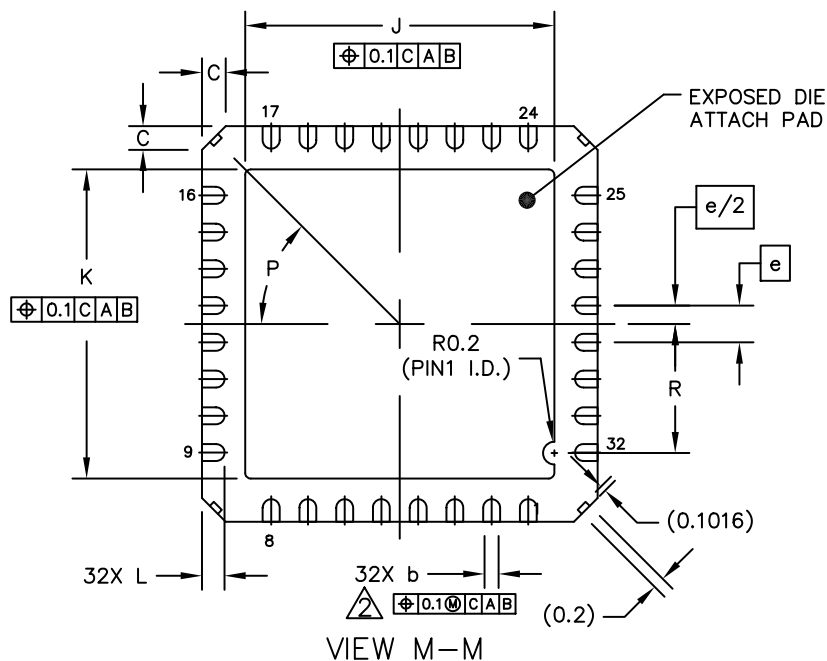 J
⌖ 0.1 C A B
C
17
24
EXPOSED DIE
ATTACH PAD
C
16
25
e/2
K
P
e
⌖ 0.1 C A B
R0.2
(PIN1 I.D.)
R
9
32
1
8
(0.1016)
32X L
32X b
2
⌖ 0.1 Ⓜ C A B
(0.2)
VIEW M-M